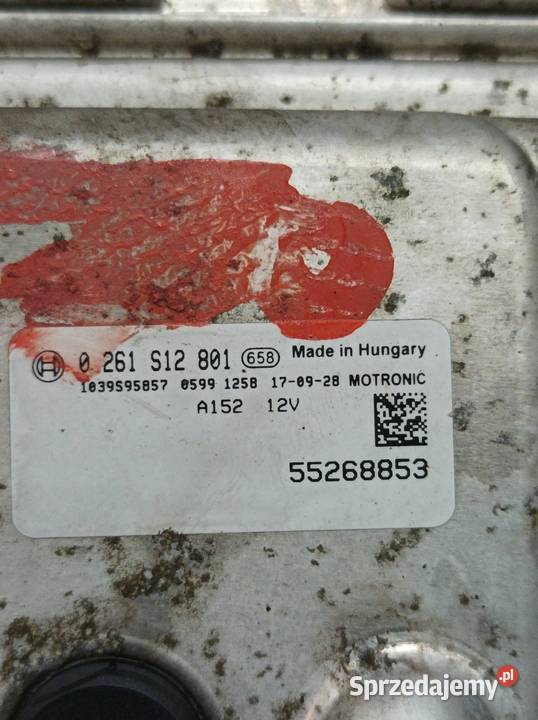 0 261 S12 801 658 Made in Hungary
1039S95857 0599 1258 17-09-28 MOTRONIC
A152 12V
55268853
Sprzedajemy.pl